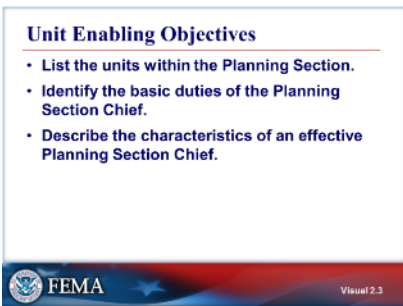 Unit Enabling Objectives
• List the units within the Planning Section.
• Identify the basic duties of the Planning
Section Chief.
• Describe the characteristics of an effective
Planning Section Chief.
FEMA
Visual 2.3